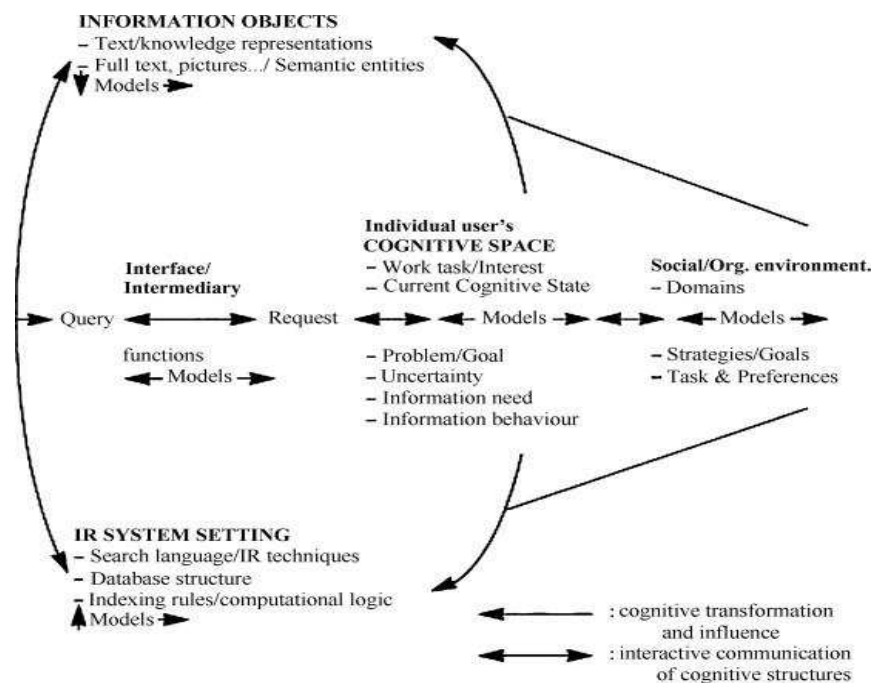 INFORMATION OBJECTS
– Text/knowledge representations
– Full text, pictures.../ Semantic entities
Models
Individual user's
COGNITIVE SPACE
– Work task/Interest
– Current Cognitive State
Models
– Problem/Goal
– Uncertainty
– Information need
– Information behaviour
Interface/
Intermediary
Query
Request
functions
Models
Social/Org. environment.
– Domains
Models
– Strategies/Goals
– Task & Preferences
IR SYSTEM SETTING
– Search language/IR techniques
– Database structure
– Indexing rules/computational logic
Models
: cognitive transformation
and influence
: interactive communication
of cognitive structures